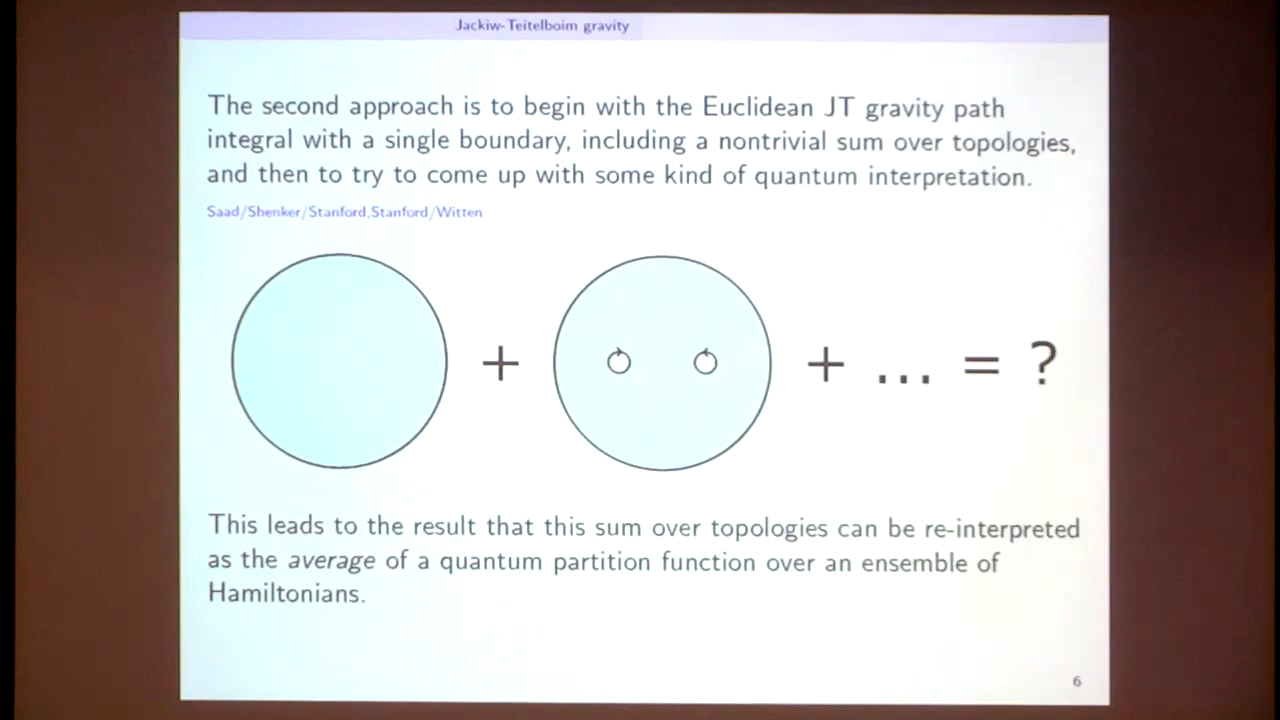 Jackiw-Teitelboim gravity
The second approach is to begin with the Euclidean JT gravity path
integral with a single boundary, including a nontrivial sum over topologies,
and then to try to come up with some kind of quantum interpretation.
Saad/Shenker/Stanford,Stanford/Witten
+ + ... = ?
This leads to the result that this sum over topologies can be re-interpreted
as the average of a quantum partition function over an ensemble of
Hamiltonians.
6